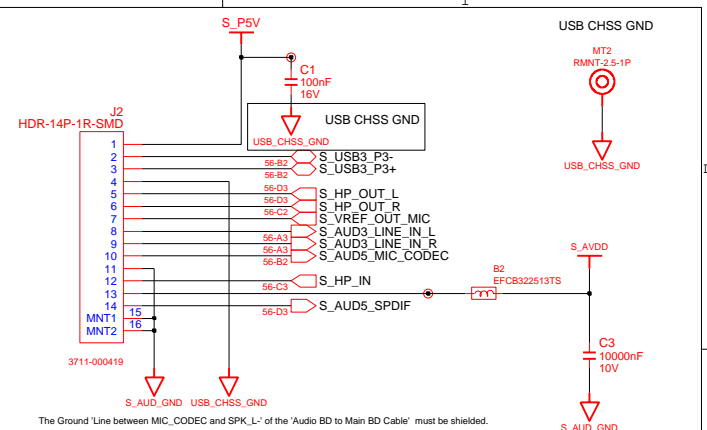 1
S_P5V
USB CHSS GND
MT2
RMNT-2.5-1P
C1
100nF
16V
J2
HDR-14P-1R-SMD
USB CHSS GND
USB_CHSS_GND
USB_CHSS_GND
1
2 56-B2 S_USB3_P3-
3 56-B2 S_USB3_P3+
4
5 56-D3 S_HP_OUT_L
6 56-D3 S_HP_OUT_R
7 56-C2 S_VREF_OUT_MIC
8 S_AUD3_LINE_IN_L
9 56-A3 S_AUD3_LINE_IN_R
10 56-A3 S_AUD5_MIC_CODEC
56-B2
11
12 S_HP_IN
56-C3
13
14 S_AUD5_SPDIF
56-D3
MNT1 15
MNT2 16
S_AVDD
B2
EFCB322513TS
C3
10000nF
10V
3711-000419
S_AUD_GND USB_CHSS_GND
S_AUD_GND
The Ground 'Line between MIC_CODEC and SPK_L-' of the 'Audio BD to Main BD Cable' must be shielded.